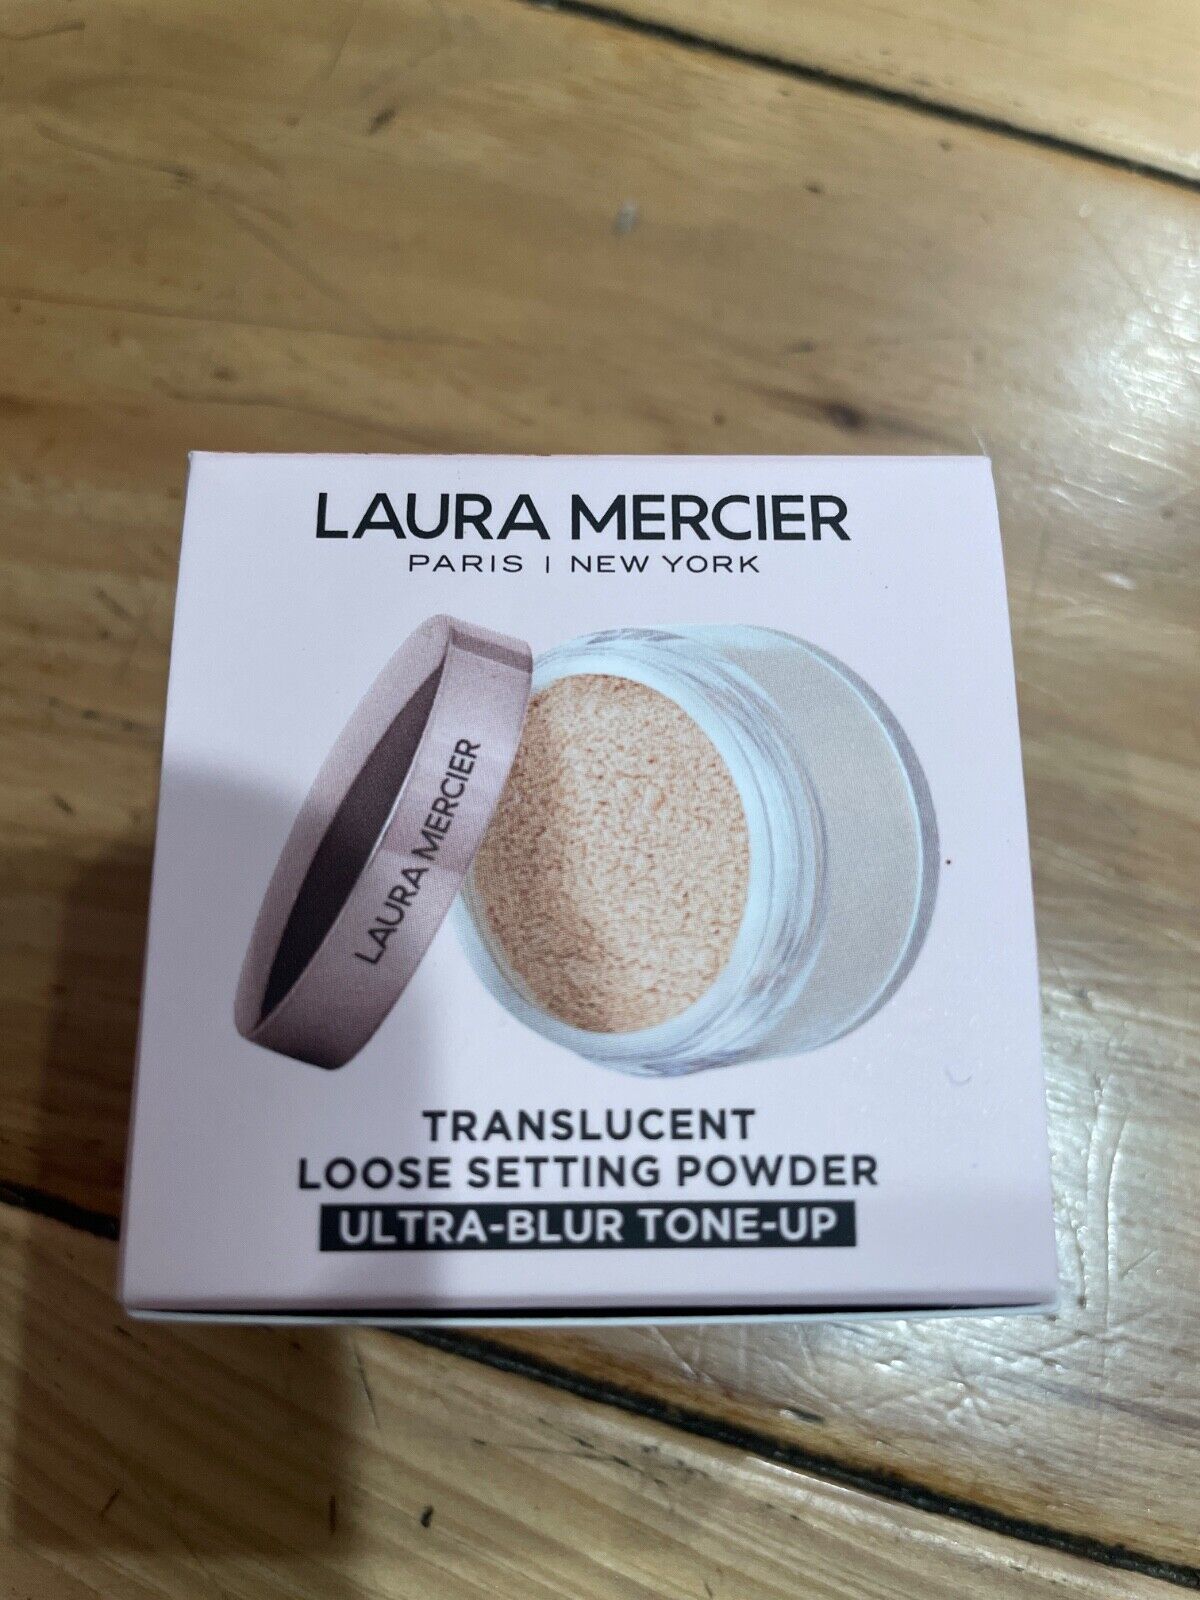 LAURA MERCIER
PARIS | NEW YORK
LAURA MERCIER
TRANSLUCENT
LOOSE SETTING POWDER
ULTRA-BLUR TONE-UP